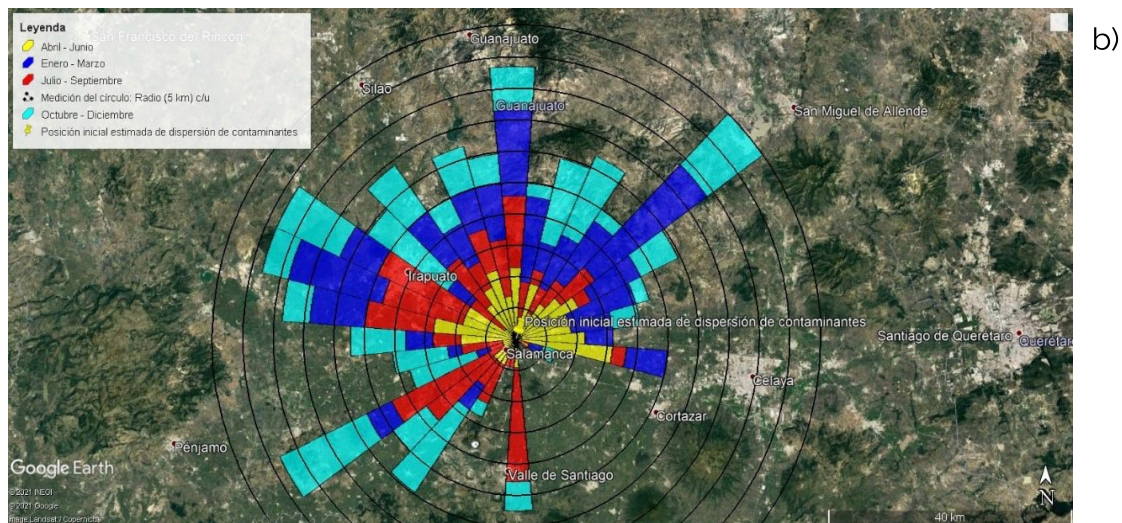 b)
Leyenda
San Francisco del Rincón
Abril - Junio
Enero - Marzo
Julio - Septiembre
Medición del círculo: Radio (5 km) c/u
Octubre - Diciembre
Posición inicial estimada de dispersión de contaminantes
Guanajuato
Silao
Guanajuato
San Miguel de Allende
Irapuato
Posición inicial estimada de dispersión de contaminantes
Santiago de Querétaro
Querétaro
Salamanca
Celaya
Cortazar
Pénjamo
Valle de Santiago
Google Earth
© 2021 INEGI
© 2021 Google
Image Landsat / Copernicus
40 km
N